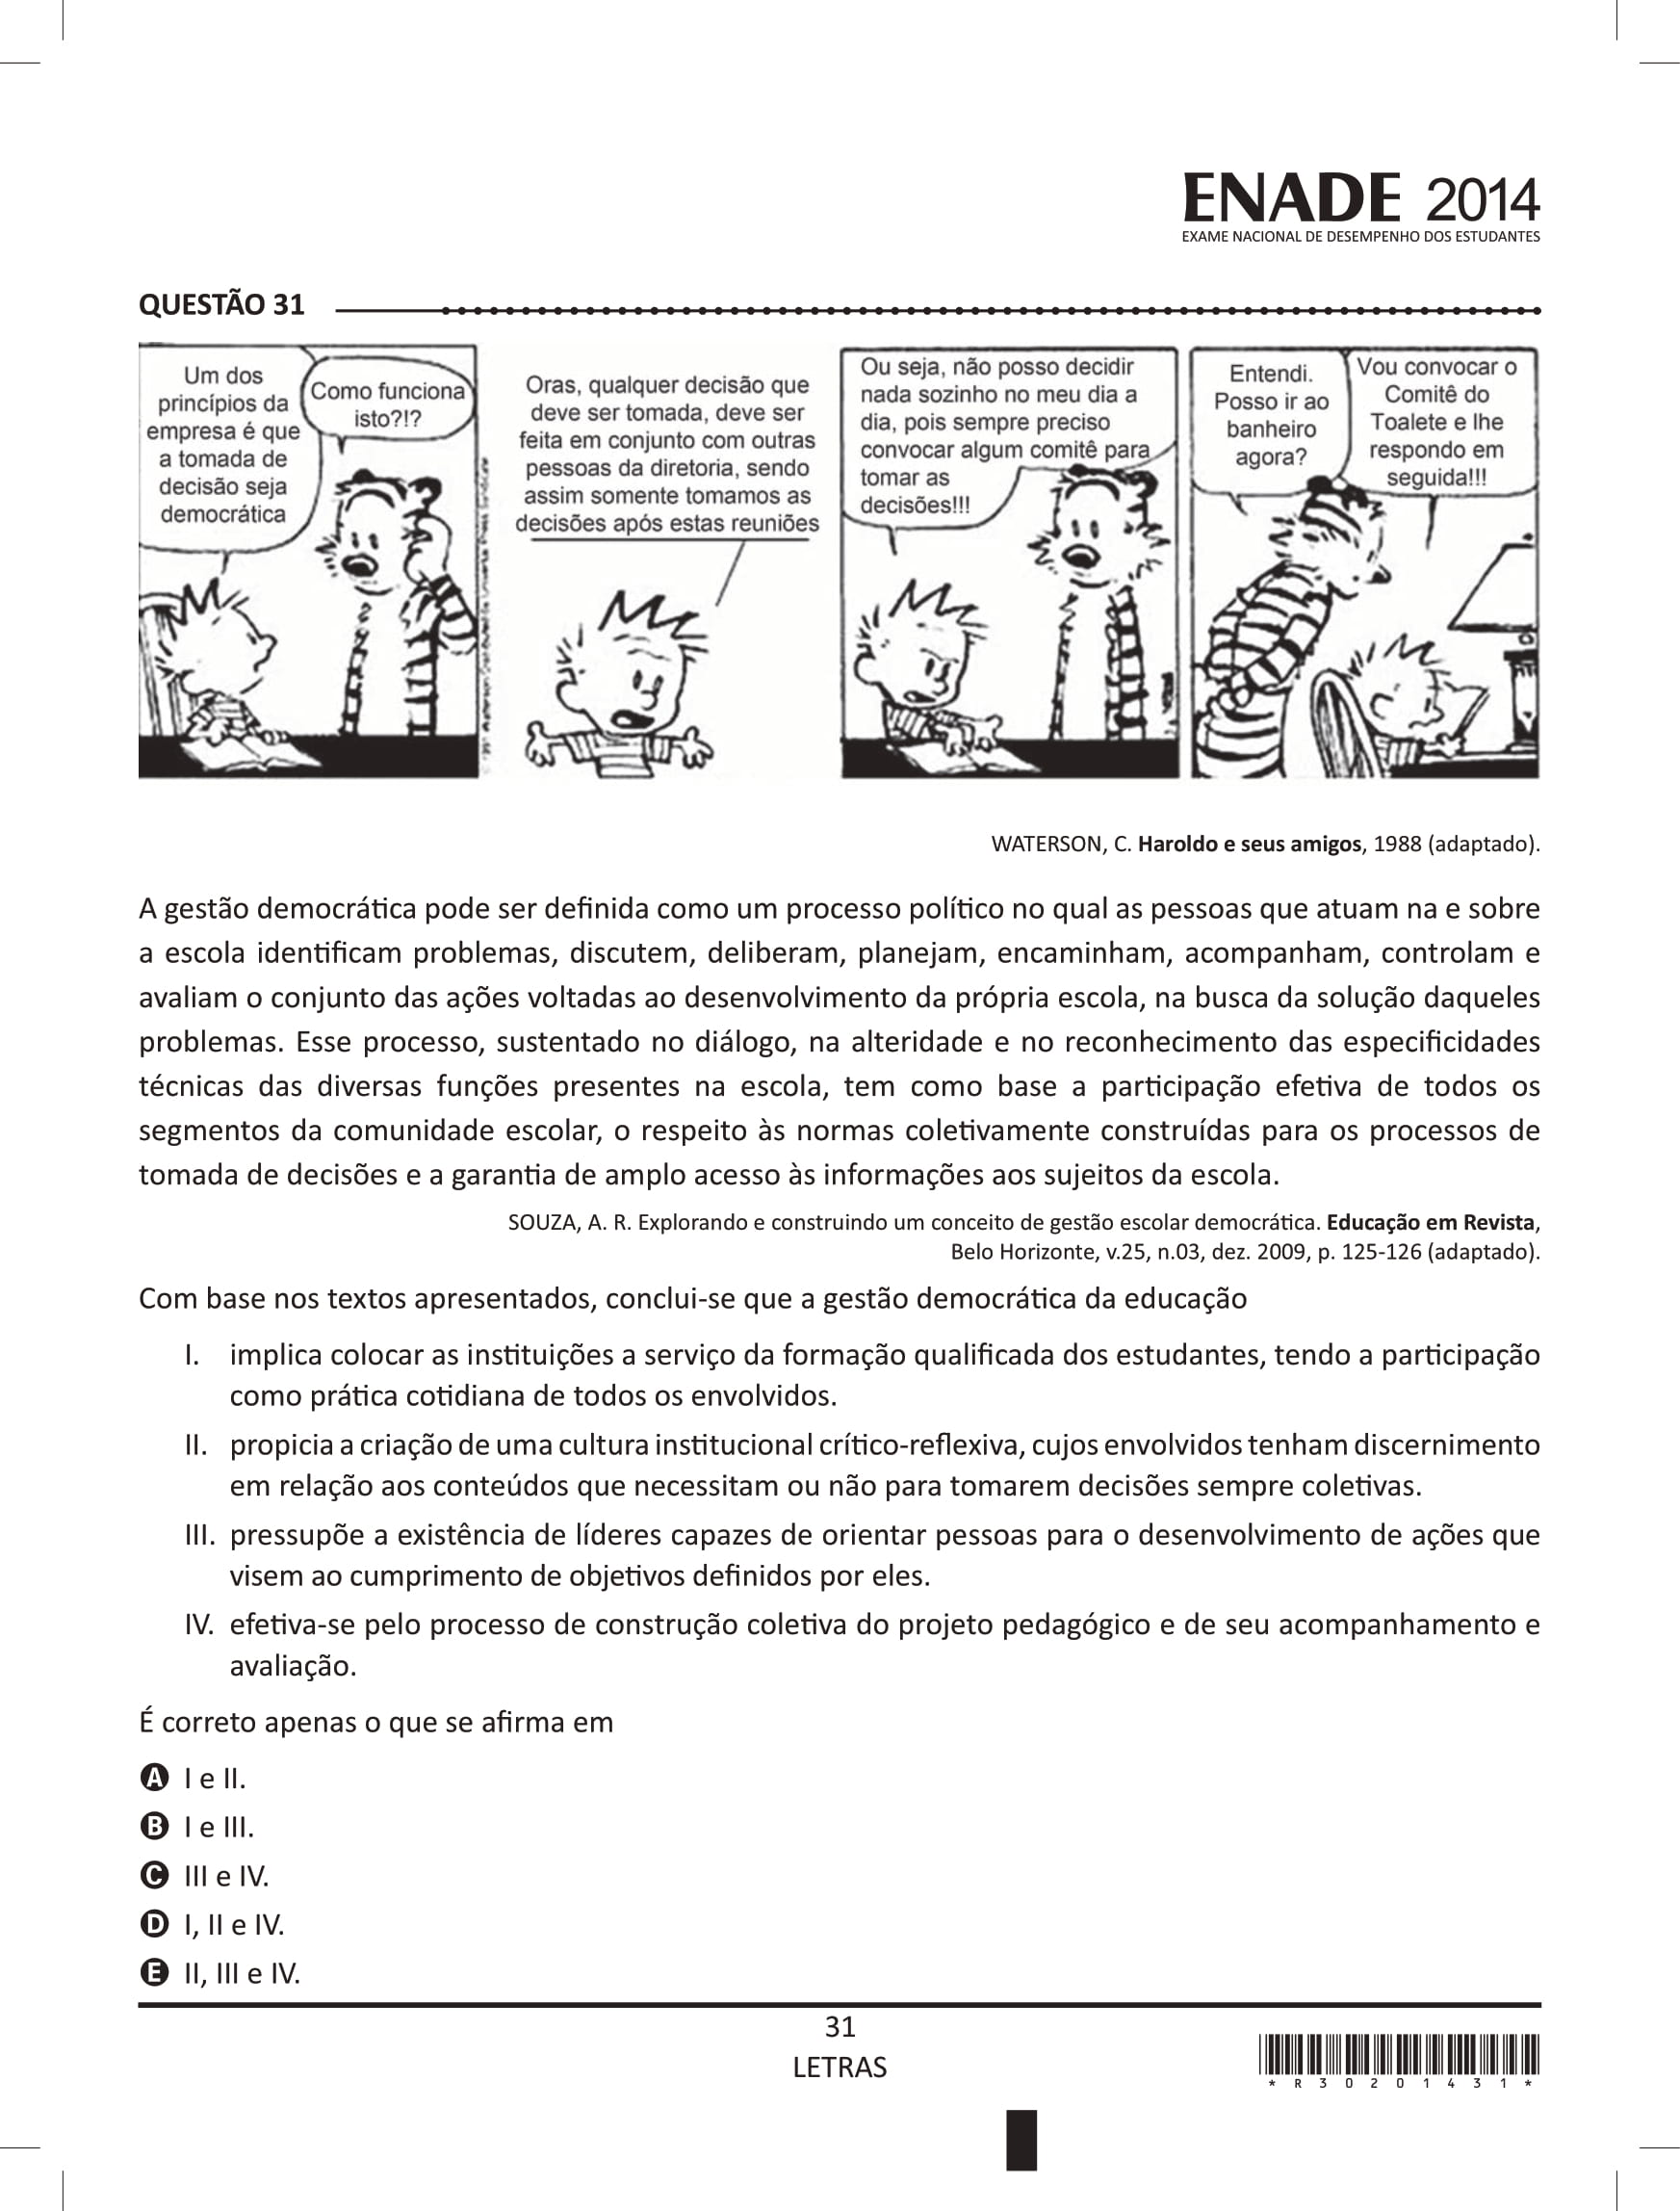 ENADE 2014
EXAME NACIONAL DE DESEMPENHO DOS ESTUDANTES
QUESTÃO 31
Um dos
princípios da
empresa é que
a tomada de
decisão seja
democrática
Como funciona
isto?!?
Oras, qualquer decisão que
deve ser tomada, deve ser
feita em conjunto com outras
pessoas da diretoria, sendo
assim somente tomamos as
decisões após estas reuniões
Ou seja, não posso decidir
nada sozinho no meu dia a
dia, pois sempre preciso
convocar algum comitê para
tomar as
decisões!!!
Entendi.
Posso ir ao
banheiro
agora?
Vou convocar o
Comitê do
Toalete e lhe
respondo em
seguida!!!
WATERSON, C. Haroldo e seus amigos, 1988 (adaptado).
A gestão democrática pode ser definida como um processo político no qual as pessoas que atuam na e sobre
a escola identificam problemas, discutem, deliberam, planejam, encaminham, acompanham, controlam e
avaliam o conjunto das ações voltadas ao desenvolvimento da própria escola, na busca da solução daqueles
problemas. Esse processo, sustentado no diálogo, na alteridade e no reconhecimento das especificidades
técnicas das diversas funções presentes na escola, tem como base a participação efetiva de todos os
segmentos da comunidade escolar, o respeito às normas coletivamente construídas para os processos de
tomada de decisões e a garantia de amplo acesso às informações aos sujeitos da escola.
SOUZA, A. R. Explorando e construindo um conceito de gestão escolar democrática. Educação em Revista,
Belo Horizonte, v.25, n.03, dez. 2009, p. 125-126 (adaptado).
Com base nos textos apresentados, conclui-se que a gestão democrática da educação
I. implica colocar as instituições a serviço da formação qualificada dos estudantes, tendo a participação
como prática cotidiana de todos os envolvidos.
II. propicia a criação de uma cultura institucional crítico-reflexiva, cujos envolvidos tenham discernimento
em relação aos conteúdos que necessitam ou não para tomarem decisões sempre coletivas.
III. pressupõe a existência de líderes capazes de orientar pessoas para o desenvolvimento de ações que
visem ao cumprimento de objetivos definidos por eles.
IV. efetiva-se pelo processo de construção coletiva do projeto pedagógico e de seu acompanhamento e
avaliação.
É correto apenas o que se afirma em
A I e II.
B I e III.
C III e IV.
D I, II e IV.
E II, III e IV.
31
LETRAS
* R 3 0 2 0 1 4 3 1 *